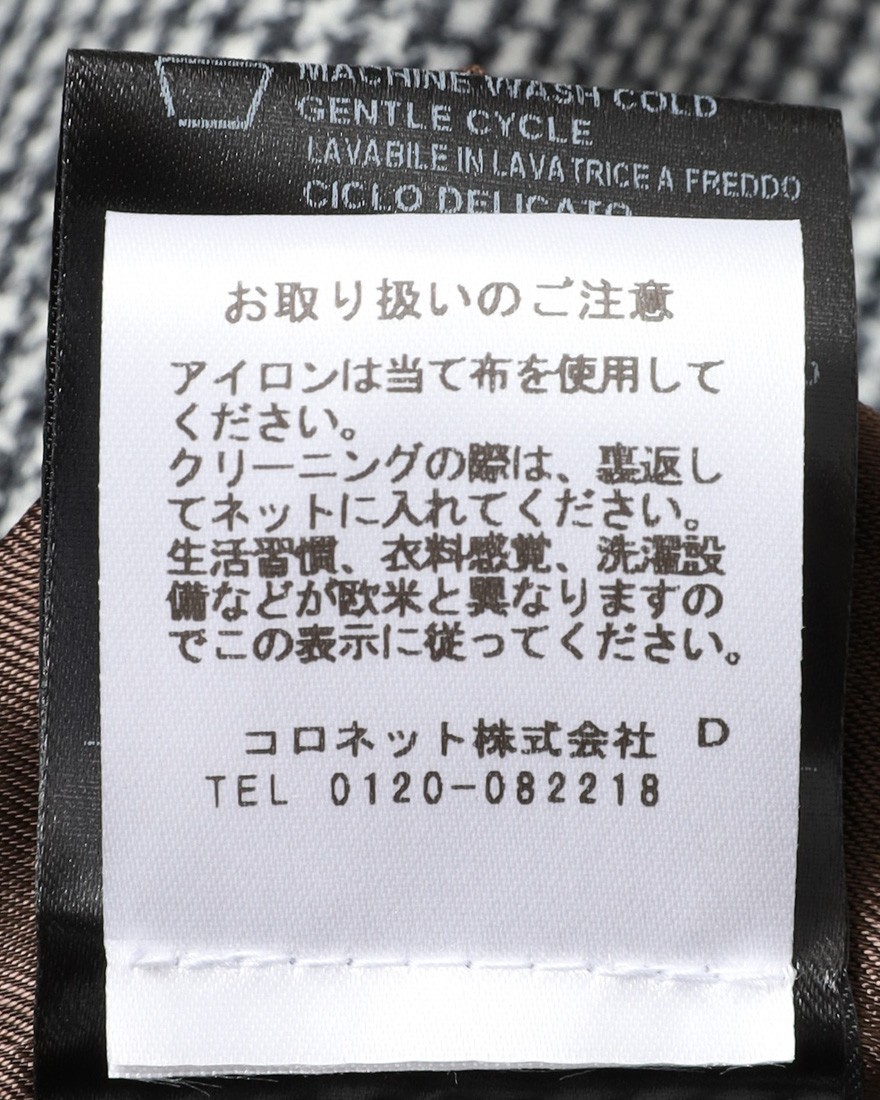 MACHINE WASH COLD
GENTLE CYCLE
LAVABILE IN LAVATRICE A FREDDO
CICLO DELICATO
お取り扱いのご注意
アイロンは当て布を使用して
ください。
クリーニングの際は、裏返し
てネットに入れてください。
生活習慣、衣料感覚、洗濯設
備などが欧米と異なりますの
でこの表示に従ってください。
コロネット株式会社 D
TEL 0120-082218